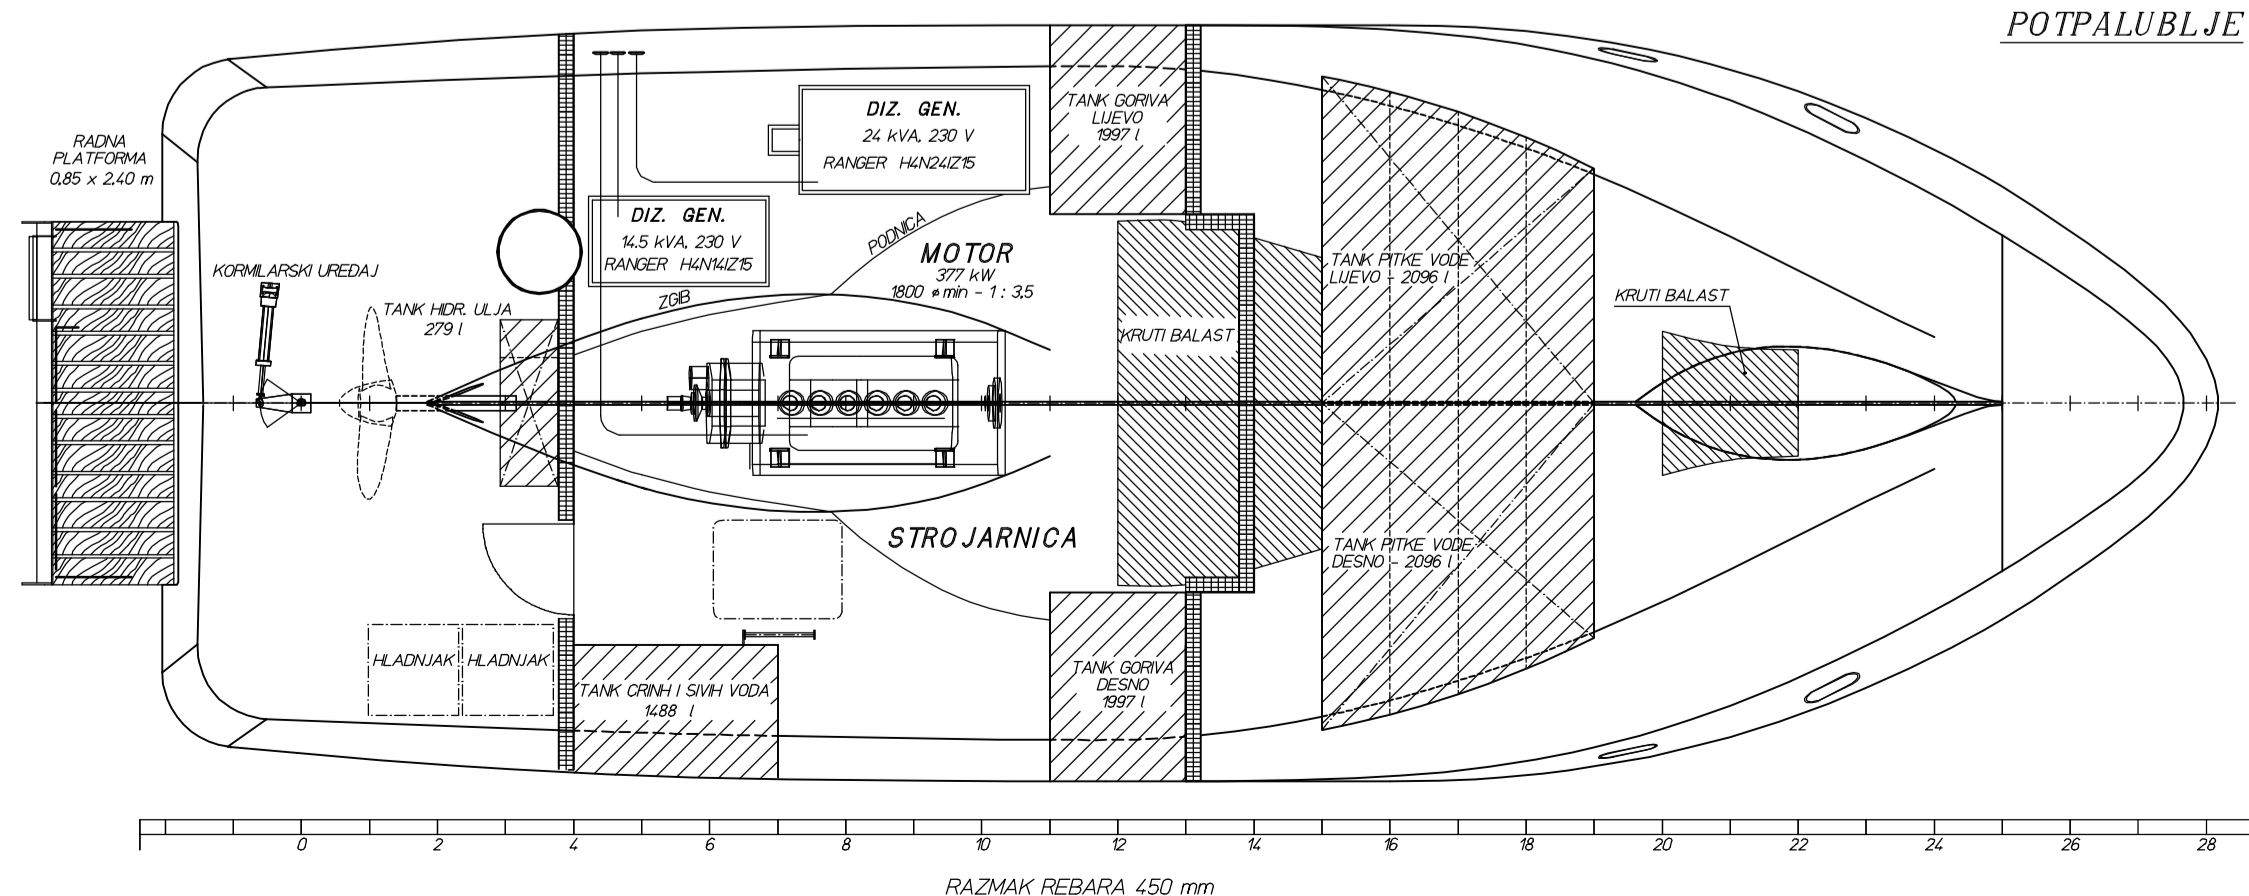 POTPALUBLJE
RADNA
PLATFORMA
0,85 x 2,40 m
KORMILARSKI UREĐAJ
TANK HIDR. ULJA
279 l
DIZ. GEN.
24 kVA, 230 V
RANGER H4N24IZ15
DIZ. GEN.
14.5 kVA, 230 V
RANGER H4N14IZ15
PODNICA
ZGIB
MOTOR
377 kW
1800 ∘min - 1 : 3,5
TANK GORIVA
LIJEVO
1997 l
KRUTI BALAST
TANK PITKE VODE
LIJEVO - 2096 l
KRUTI BALAST
STROJARNICA
TANK PITKE VODE
DESNO - 2096 l
HLADNJAK
HLADNJAK
TANK CRINH I SIVIH VODA
1488 l
TANK GORIVA
DESNO
1997 l
0 2 4 6 8 10 12 14 16 18 20 22 24 26 28
RAZMAK REBARA 450 mm